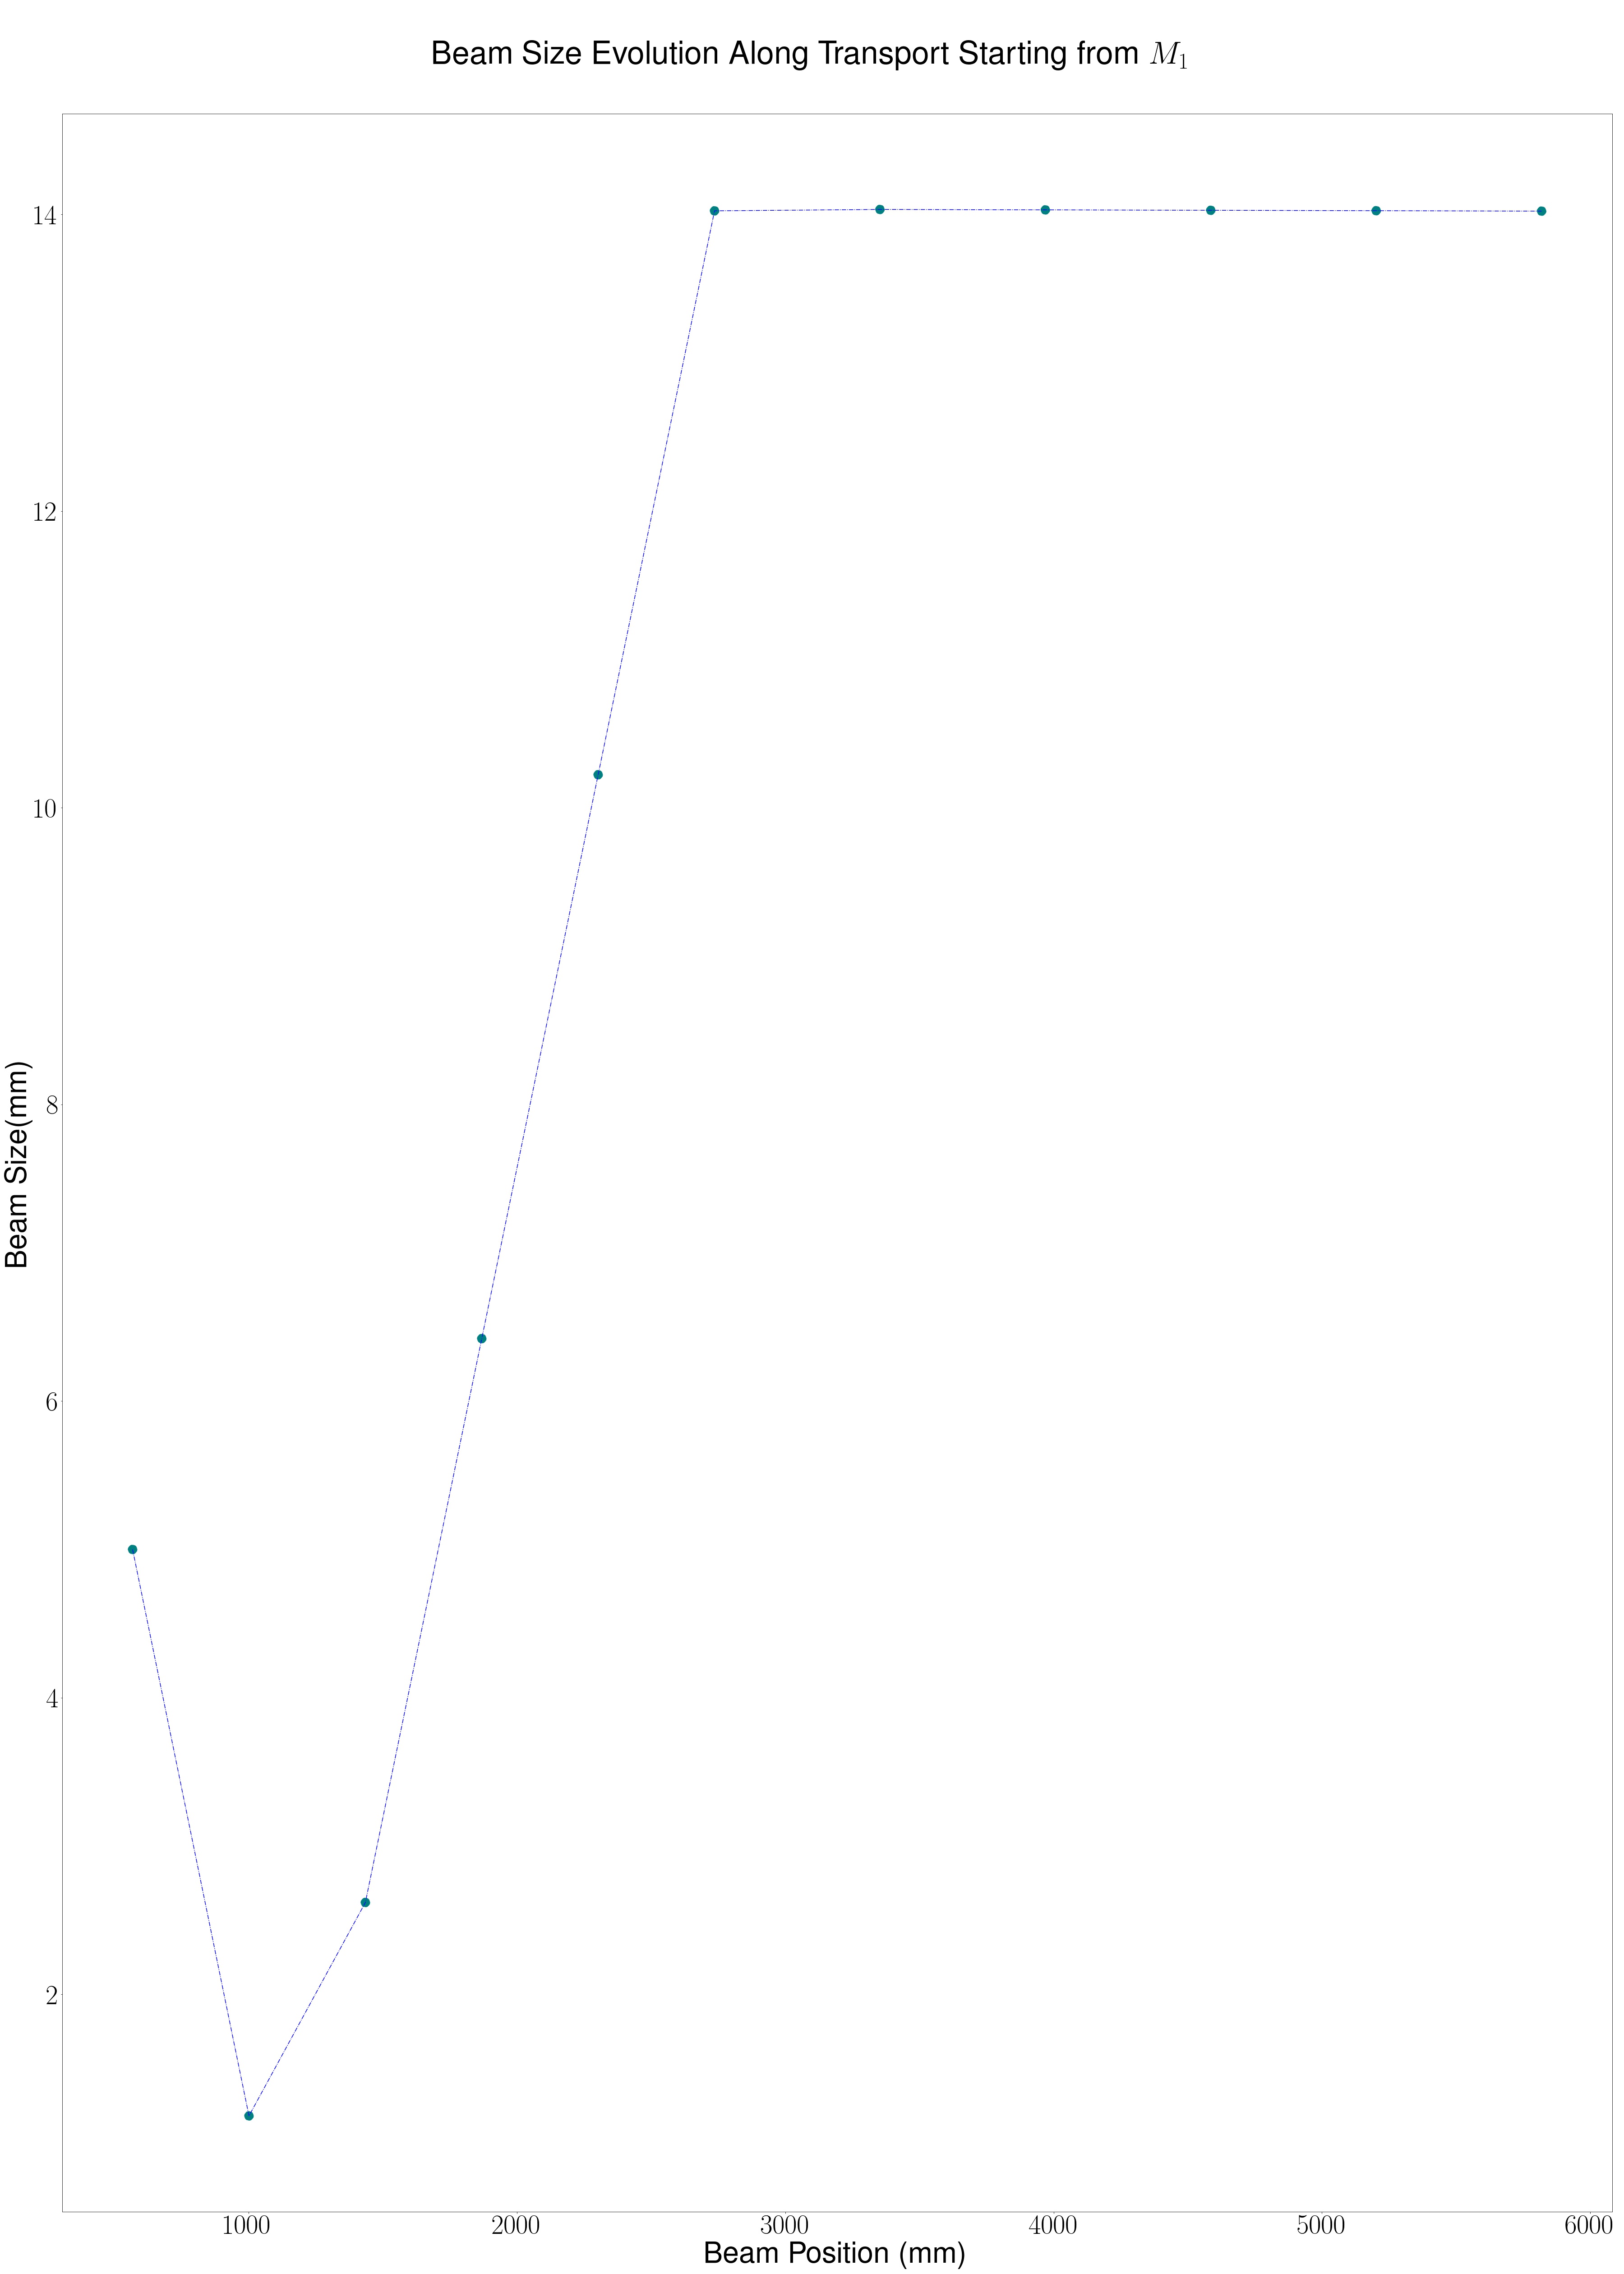 Beam Size Evolution Along Transport Starting from M₁
14
12
10
8
6
4
2
Beam Size(mm)
1000 2000 3000 4000 5000 6000
Beam Position (mm)